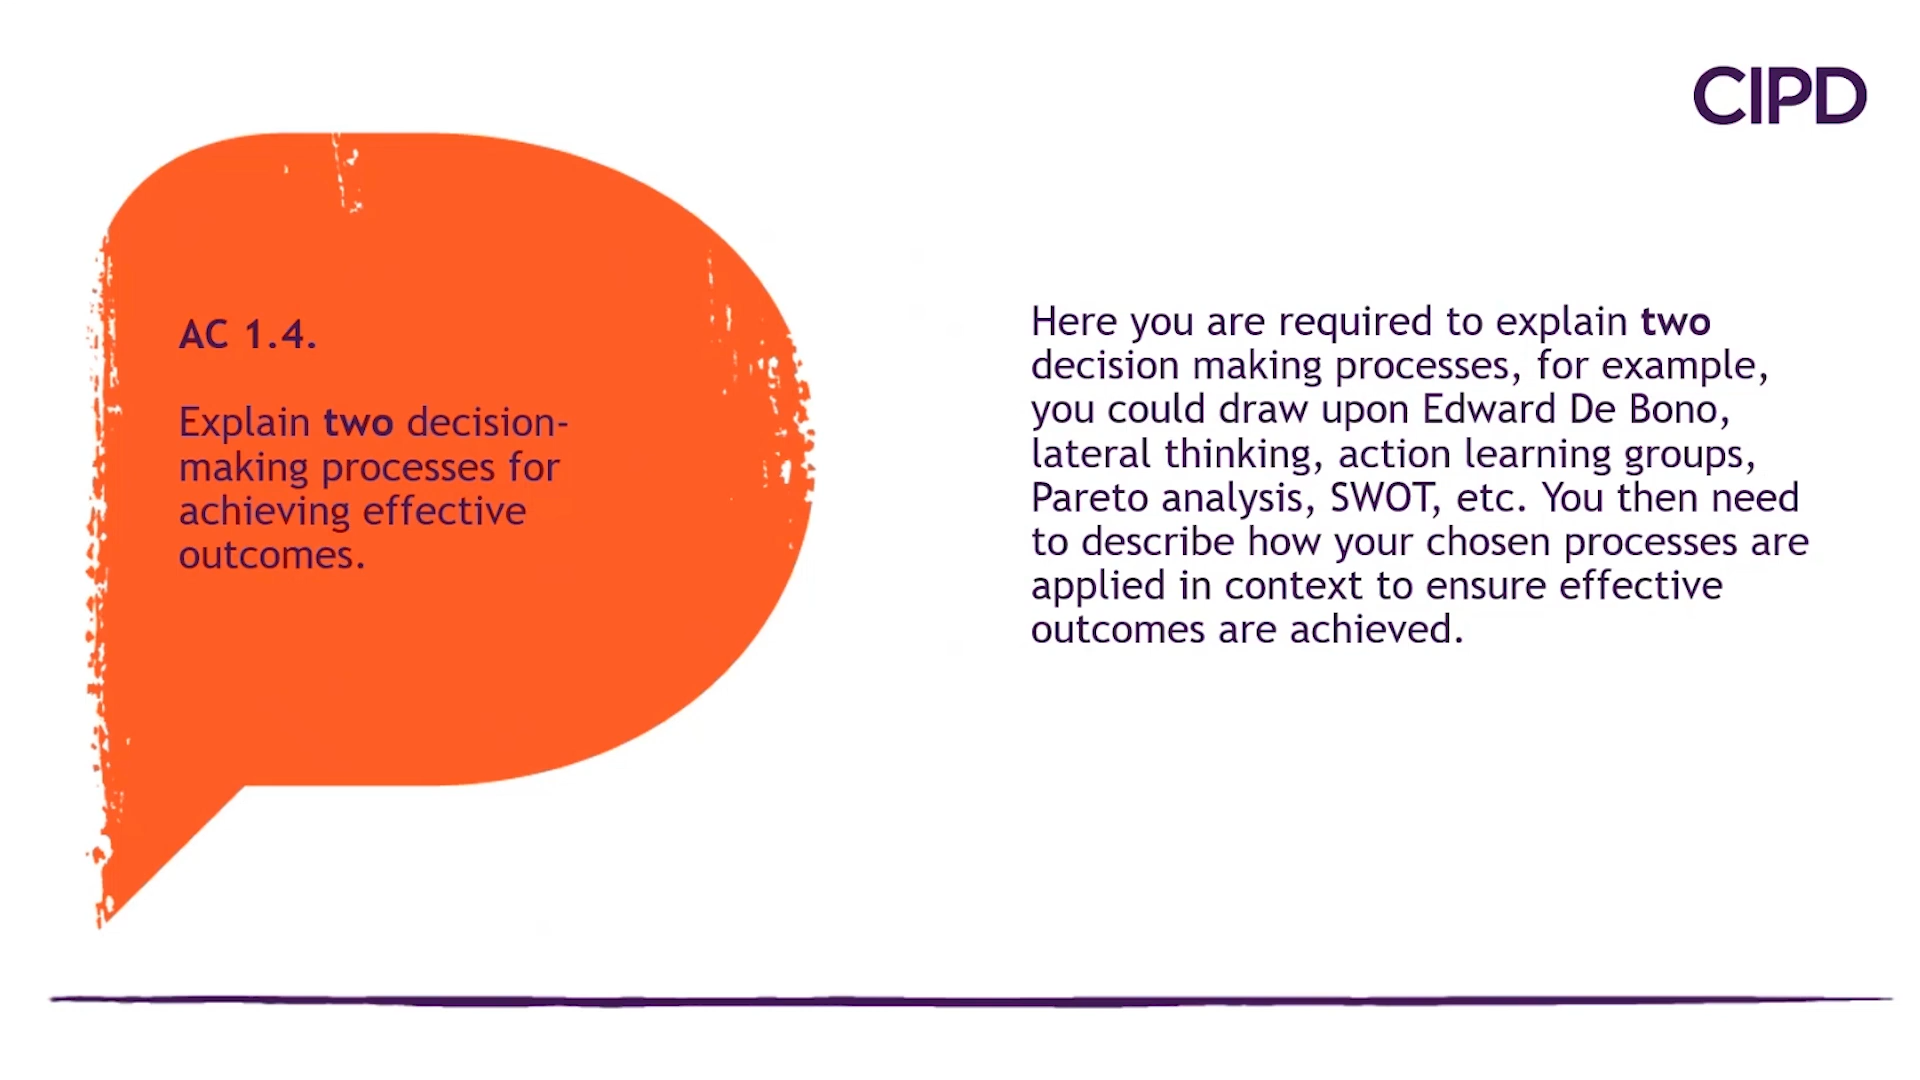 CIPD
AC 1.4.
Explain two decision-
making processes for
achieving effective
outcomes.
Here you are required to explain two
decision making processes, for example,
you could draw upon Edward De Bono,
lateral thinking, action learning groups,
Pareto analysis, SWOT, etc. You then need
to describe how your chosen processes are
applied in context to ensure effective
outcomes are achieved.